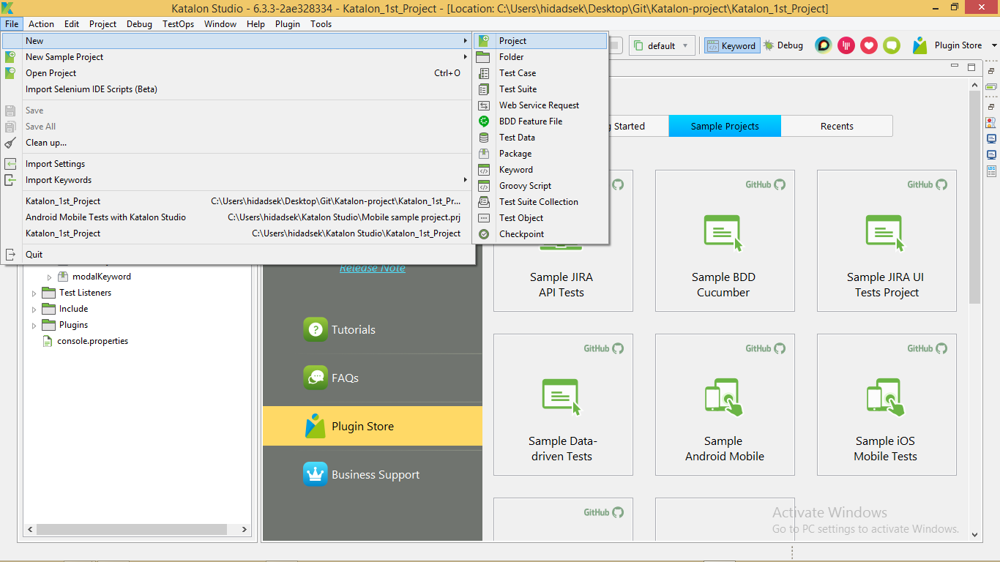 Katalon Studio - 6.3.3-2ae328334 - Katalon_1st_Project - [Location: C:\Users\hidadsek\Desktop\Git\Katalon-project\Katalon_1st_Project]
File Action Edit Project Debug TestOps Window Help Plugin Tools
New
New Sample Project
Open Project Ctrl+O
Import Selenium IDE Scripts (Beta)
Save
Save All
Clean up...
Import Settings
Import Keywords
Katalon_1st_Project C:\Users\hidadsek\Desktop\Git\Katalon-project\Katalon_1st_Pr...
Android Mobile Tests with Katalon Studio C:\Users\hidadsek\Katalon Studio\Mobile sample project.prj
Katalon_1st_Project C:\Users\hidadsek\Katalon Studio\Katalon_1st_Project
Quit
Project
Folder
Test Case
Test Suite
Web Service Request
BDD Feature File
Test Data
Package
Keyword
Groovy Script
Test Suite Collection
Test Object
Checkpoint
default Keyword Debug Plugin Store
Started Sample Projects Recents
modalKeyword
Test Listeners
Include
Plugins
console.properties
Release Note
Tutorials
FAQs
Plugin Store
Business Support
GitHub GitHub
Sample JIRA
API Tests
Sample BDD
Cucumber
Sample JIRA UI
Tests Project
GitHub GitHub GitHub
Sample Data-
driven Tests
Sample
Android Mobile
Sample iOS
Mobile Tests
GitHub
Activate Windows
Go to PC settings to activate Windows.